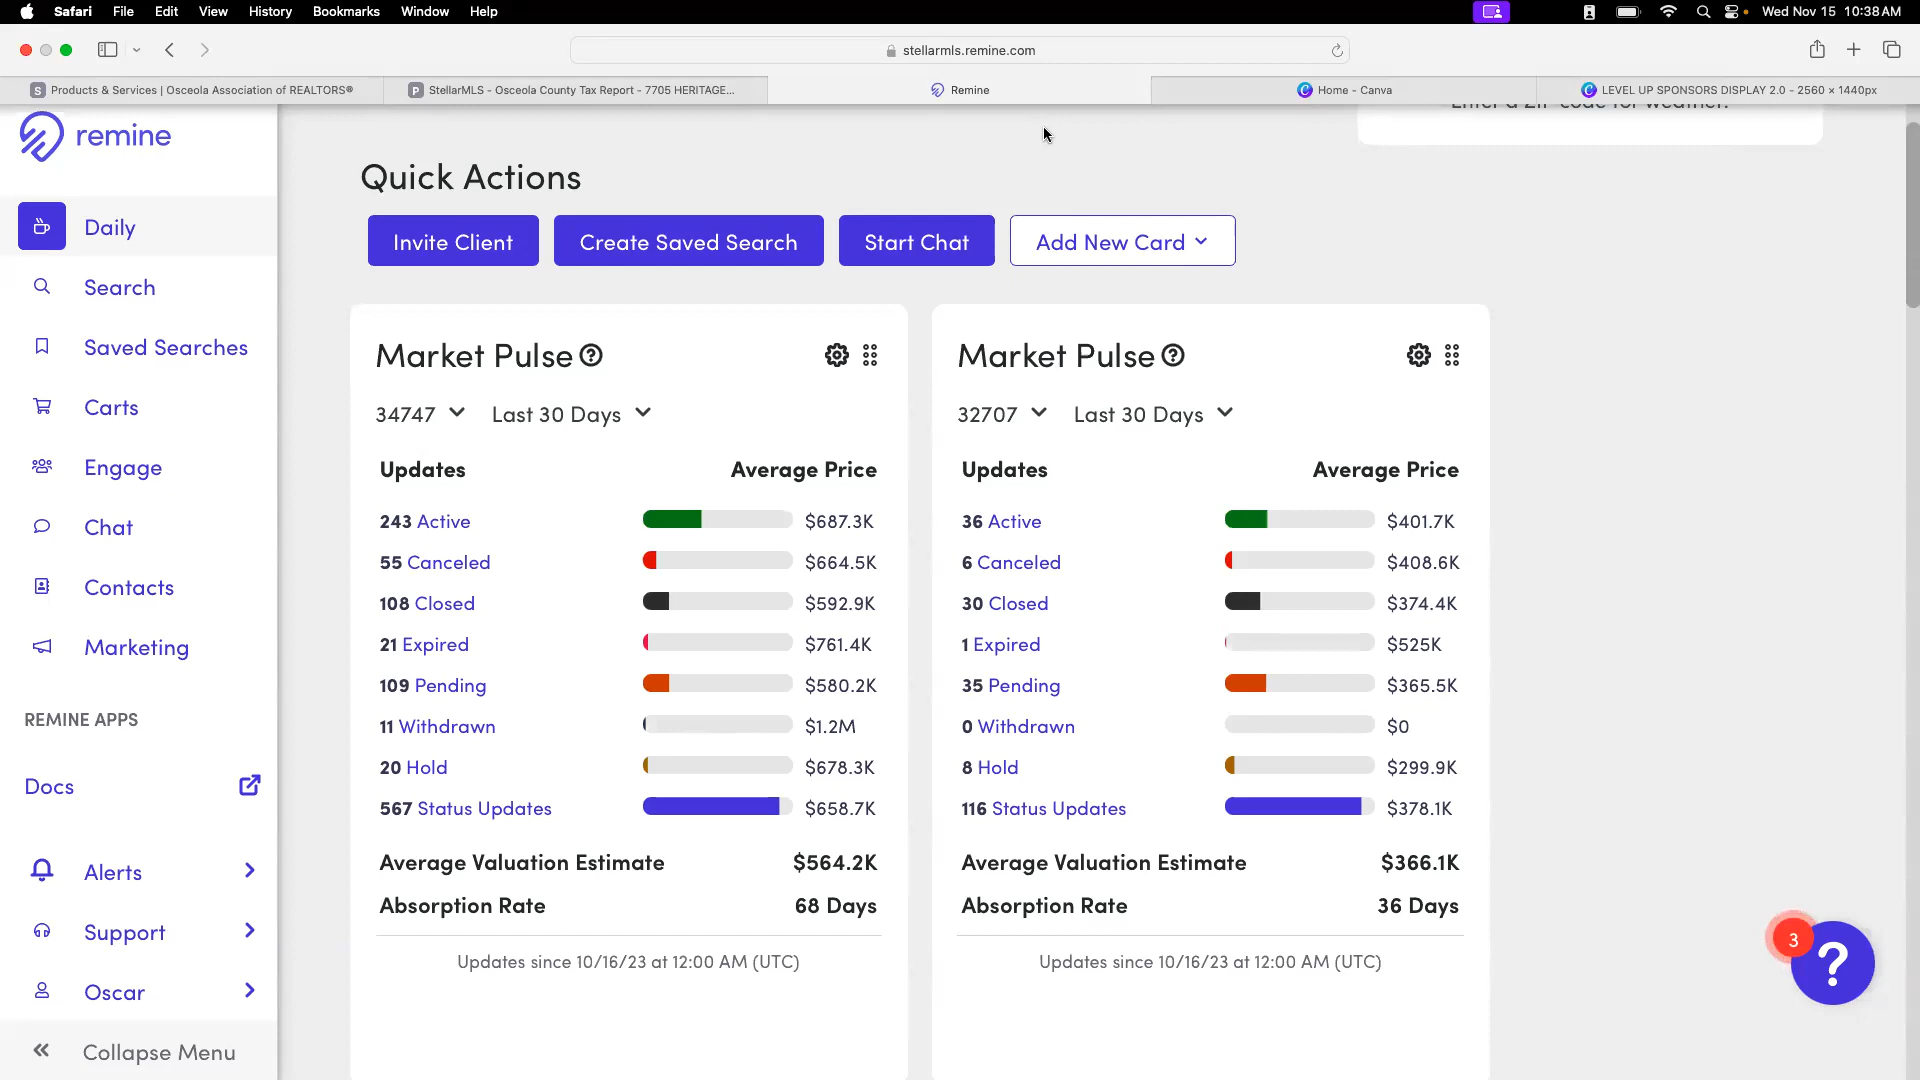 Safari File Edit View History Bookmarks Window Help Wed Nov 15 10:38 AM
stellarmls.remine.com
S Products & Services | Osceola Association of REALTORS® P StellarMLS - Osceola County Tax Report - 7705 HERITAGE... Remine Home - Canva LEVEL UP SPONSORS DISPLAY 2.0 - 2560 × 1440px
Enter a zip code for weather.
remine
Daily
Search
Saved Searches
Carts
Engage
Chat
Contacts
Marketing
REMINE APPS
Docs
Alerts
Support
Oscar
Collapse Menu
Quick Actions
Invite Client Create Saved Search Start Chat Add New Card
Market Pulse
34747 Last 30 Days
Updates Average Price
243 Active $687.3K
55 Canceled $664.5K
108 Closed $592.9K
21 Expired $761.4K
109 Pending $580.2K
11 Withdrawn $1.2M
20 Hold $678.3K
567 Status Updates $658.7K
Average Valuation Estimate $564.2K
Absorption Rate 68 Days
Updates since 10/16/23 at 12:00 AM (UTC)
Market Pulse
32707 Last 30 Days
Updates Average Price
36 Active $401.7K
6 Canceled $408.6K
30 Closed $374.4K
1 Expired $525K
35 Pending $365.5K
0 Withdrawn $0
8 Hold $299.9K
116 Status Updates $378.1K
Average Valuation Estimate $366.1K
Absorption Rate 36 Days
Updates since 10/16/23 at 12:00 AM (UTC)
3
?